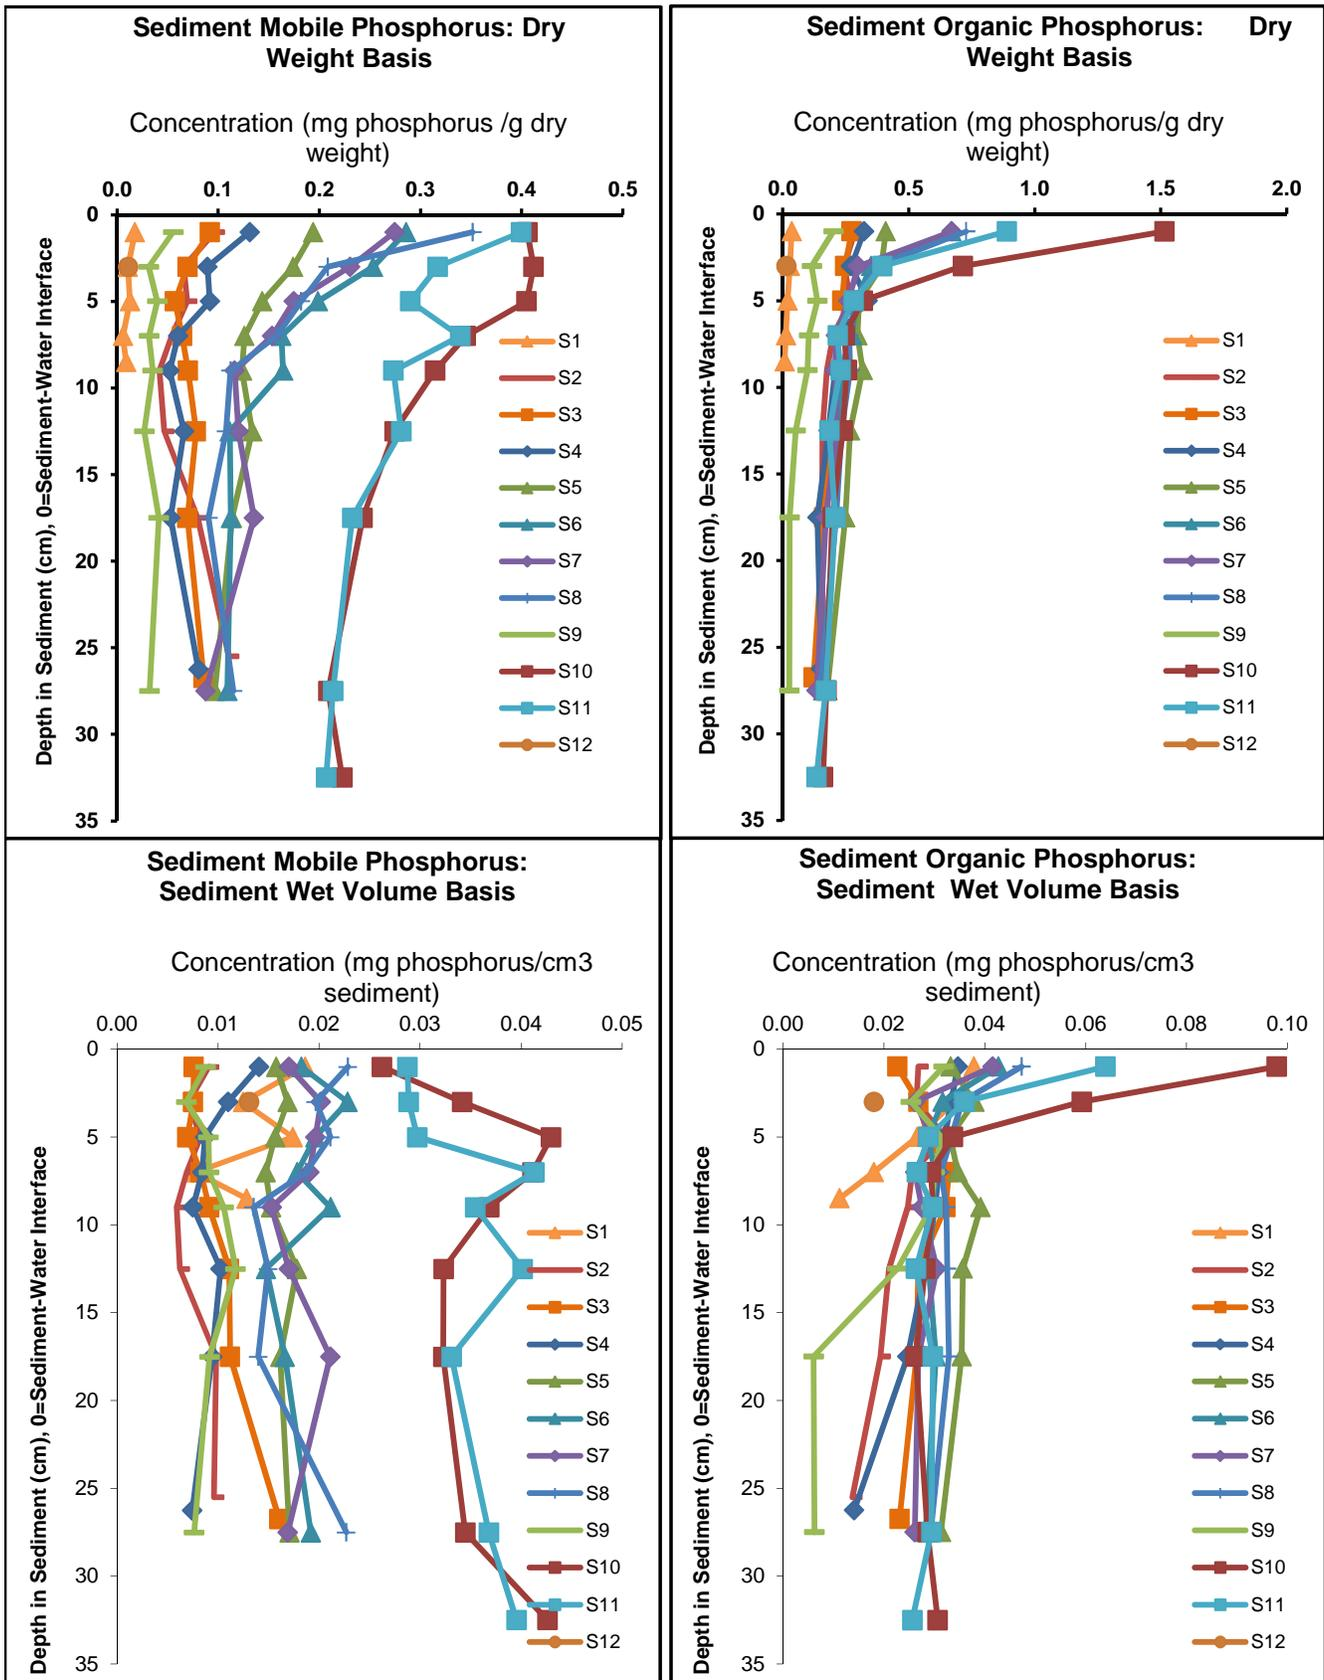 Sediment Mobile Phosphorus: Dry
Weight Basis
Concentration (mg phosphorus /g dry
weight)
0.0 0.1 0.2 0.3 0.4 0.5
0
5
10
15
20
25
30
35
Depth in Sediment (cm), 0=Sediment-Water Interface
S1
S2
S3
S4
S5
S6
S7
S8
S9
S10
S11
S12
Sediment Organic Phosphorus: Dry
Weight Basis
Concentration (mg phosphorus/g dry
weight)
0.0 0.5 1.0 1.5 2.0
0
5
10
15
20
25
30
35
Depth in Sediment (cm), 0=Sediment-Water Interface
S1
S2
S3
S4
S5
S6
S7
S8
S9
S10
S11
S12
Sediment Mobile Phosphorus:
Sediment Wet Volume Basis
Concentration (mg phosphorus/cm3
sediment)
0.00 0.01 0.02 0.03 0.04 0.05
0
5
10
15
20
25
30
35
Depth in Sediment (cm), 0=Sediment-Water Interface
S1
S2
S3
S4
S5
S6
S7
S8
S9
S10
S11
S12
Sediment Organic Phosphorus:
Sediment Wet Volume Basis
Concentration (mg phosphorus/cm3
sediment)
0.00 0.02 0.04 0.06 0.08 0.10
0
5
10
15
20
25
30
35
Depth in Sediment (cm), 0=Sediment-Water Interface
S1
S2
S3
S4
S5
S6
S7
S8
S9
S10
S11
S12